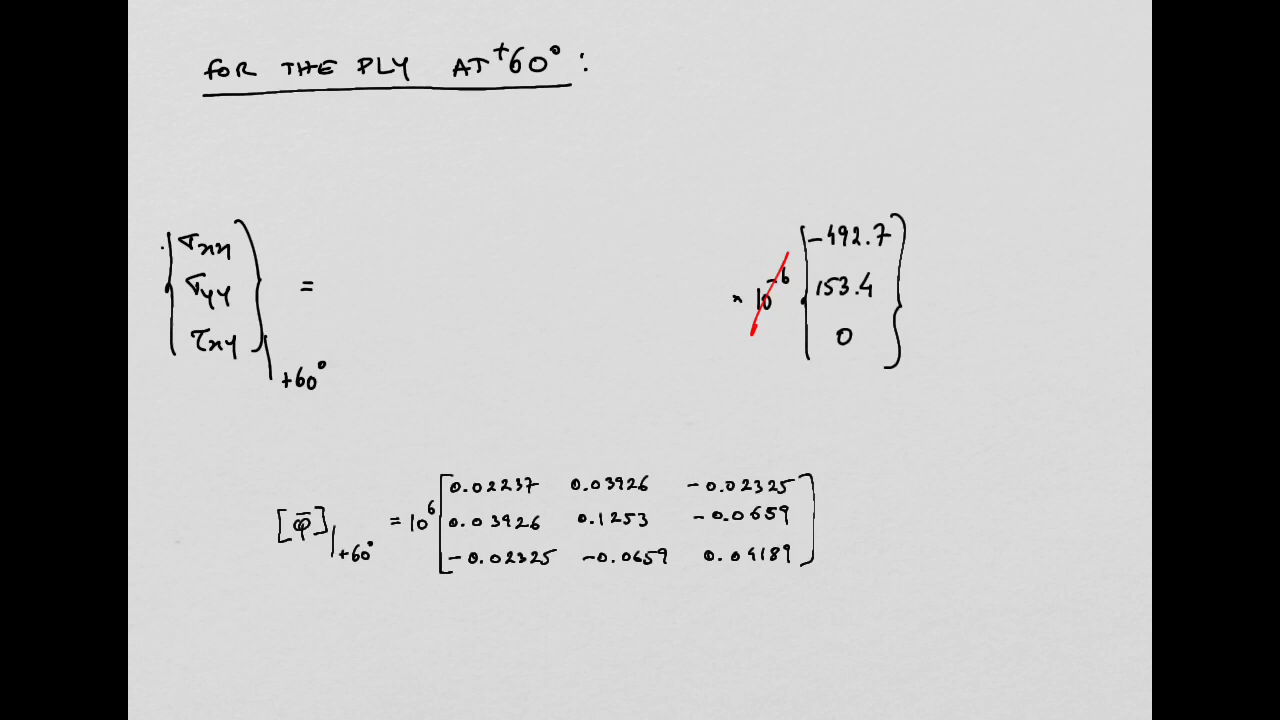 FOR THE PLY AT +60° :
σxx
σyy
τxy
+60°
=
× 10^-6
-492.7
153.4
0
[Q̄] +60° = 10^6
0.02237 0.03926 -0.02325
0.03926 0.1253 -0.0659
-0.02325 -0.0659 0.04189